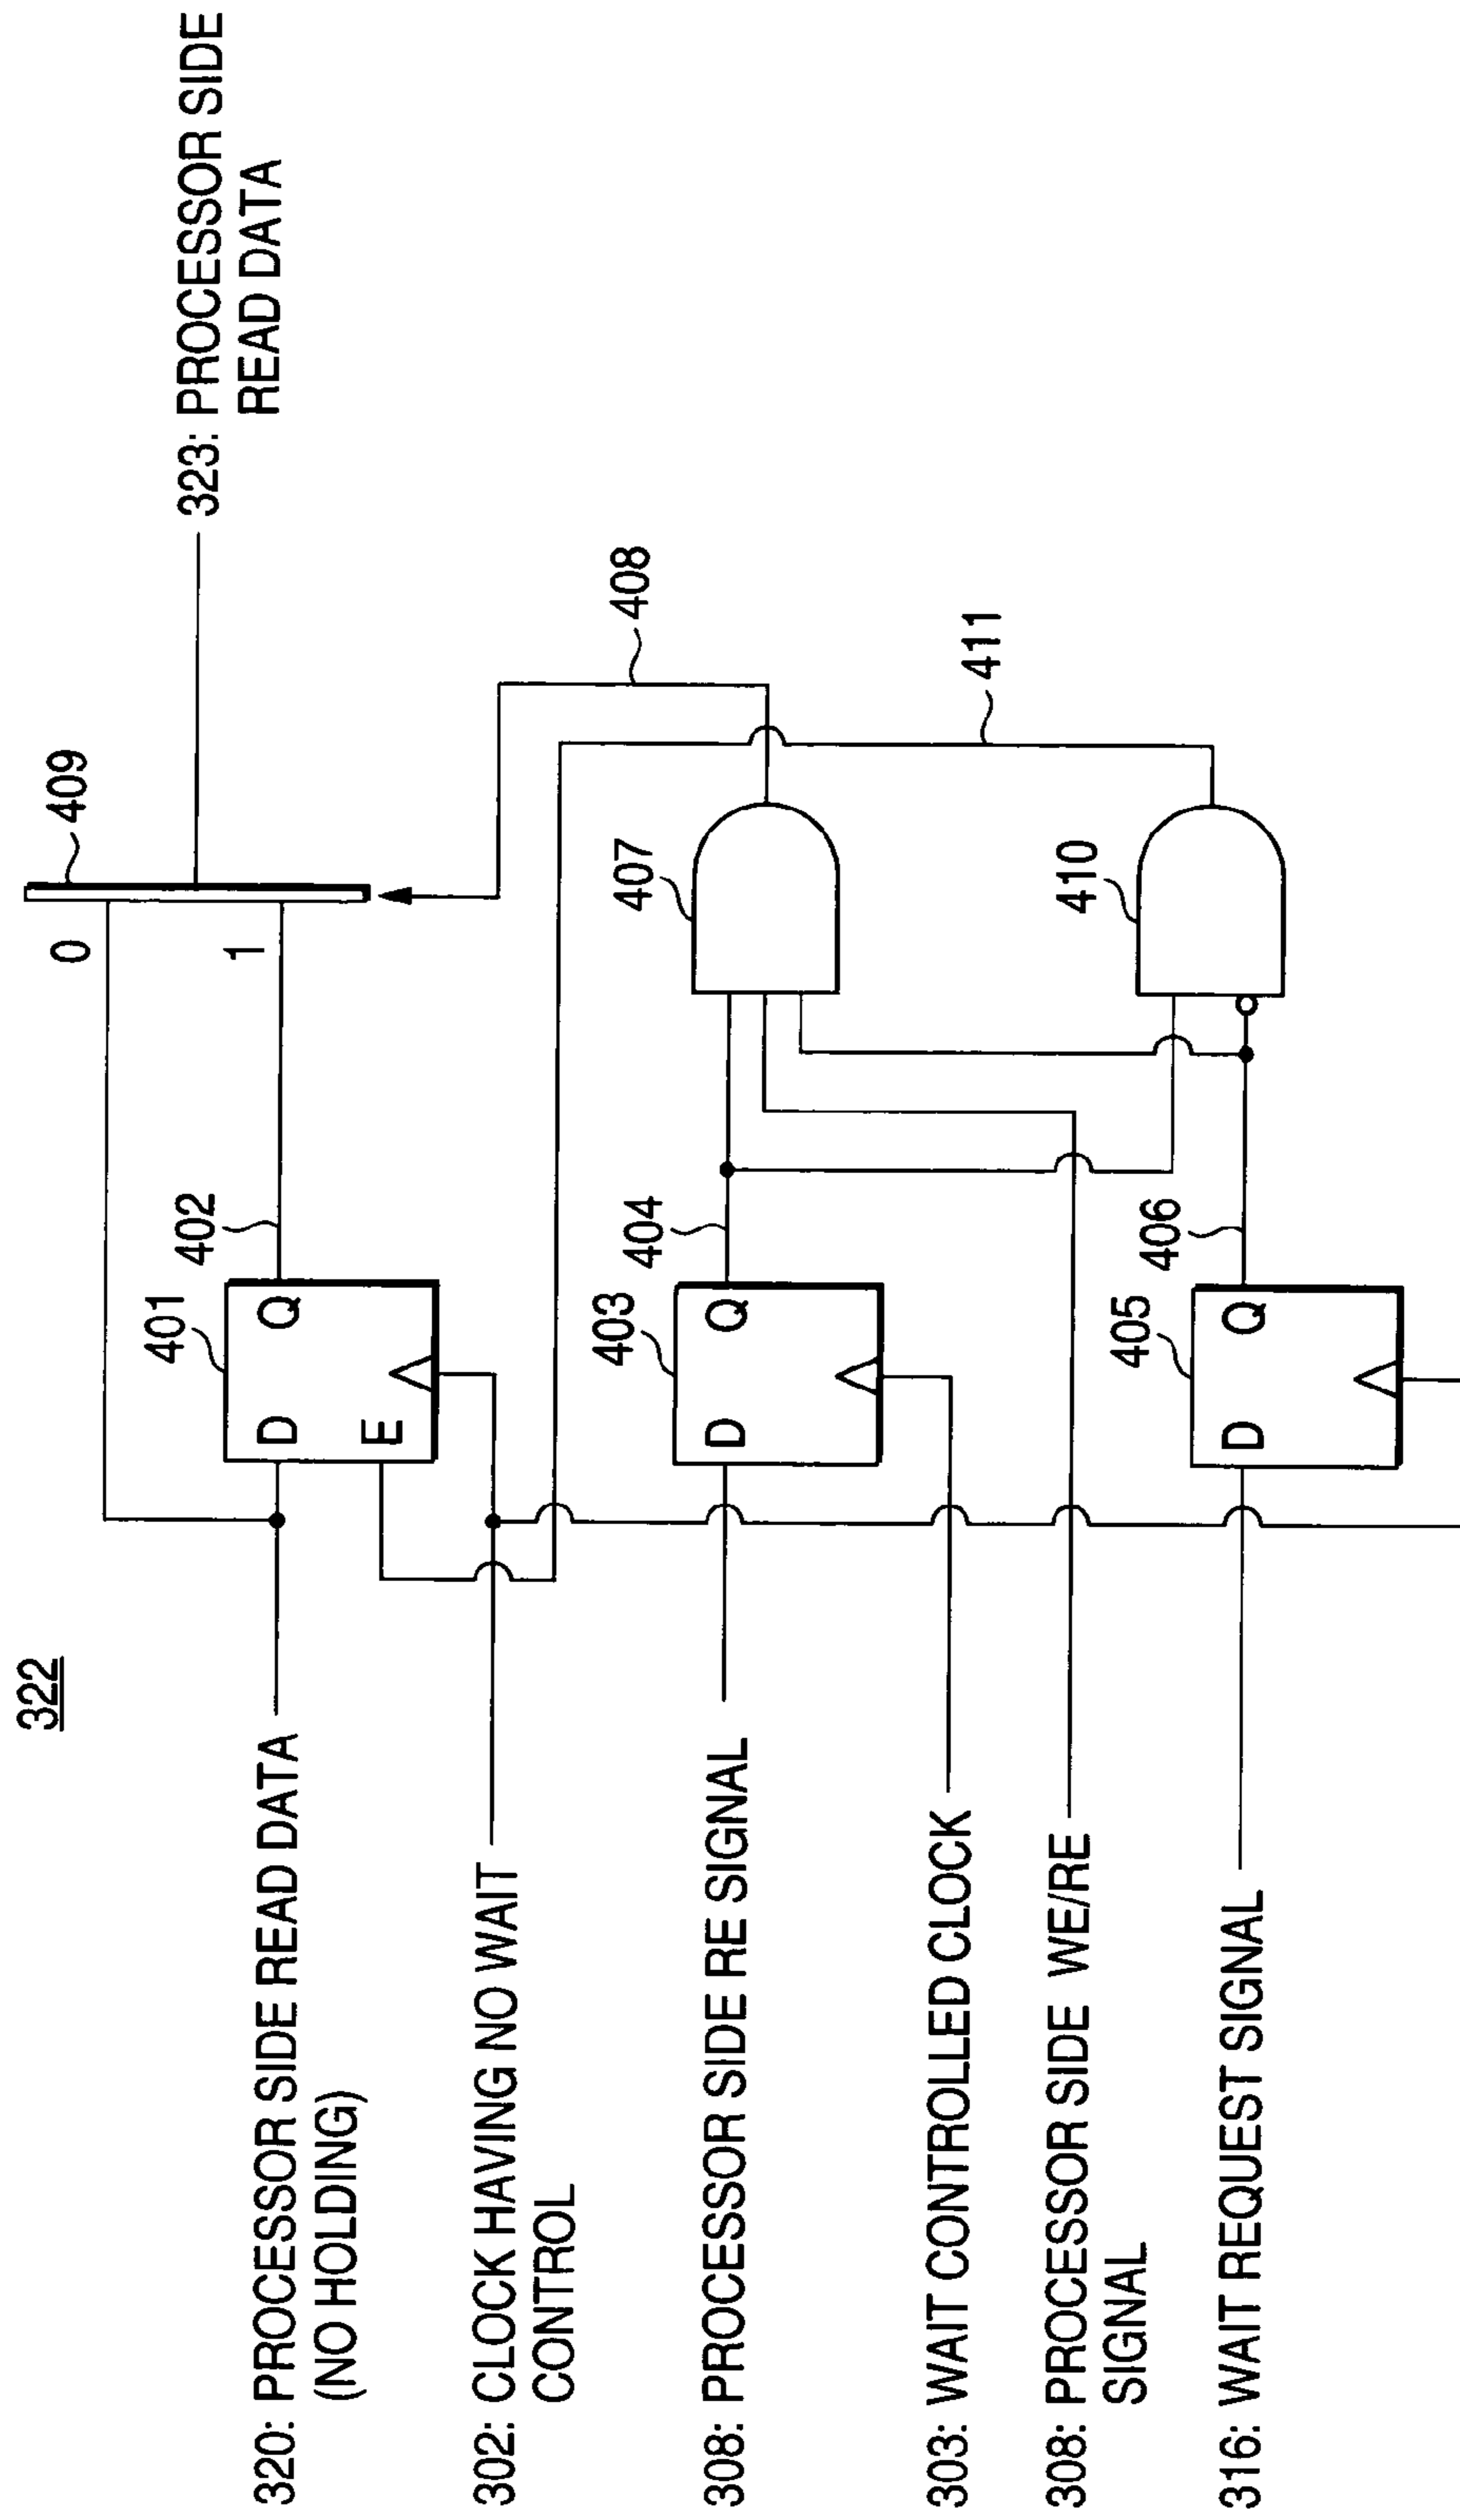 322
320: PROCESSOR SIDE READ DATA
(NO HOLDING)
302: CLOCK HAVING NO WAIT
CONTROL
308: PROCESSOR SIDE RE SIGNAL
303: WAIT CONTROLLED CLOCK
308: PROCESSOR SIDE WE/RE
SIGNAL
316: WAIT REQUEST SIGNAL
401
D Q
E
402
403
D Q
404
405
D Q
406
0
1
409
407
410
408
411
323: PROCESSOR SIDE
READ DATA